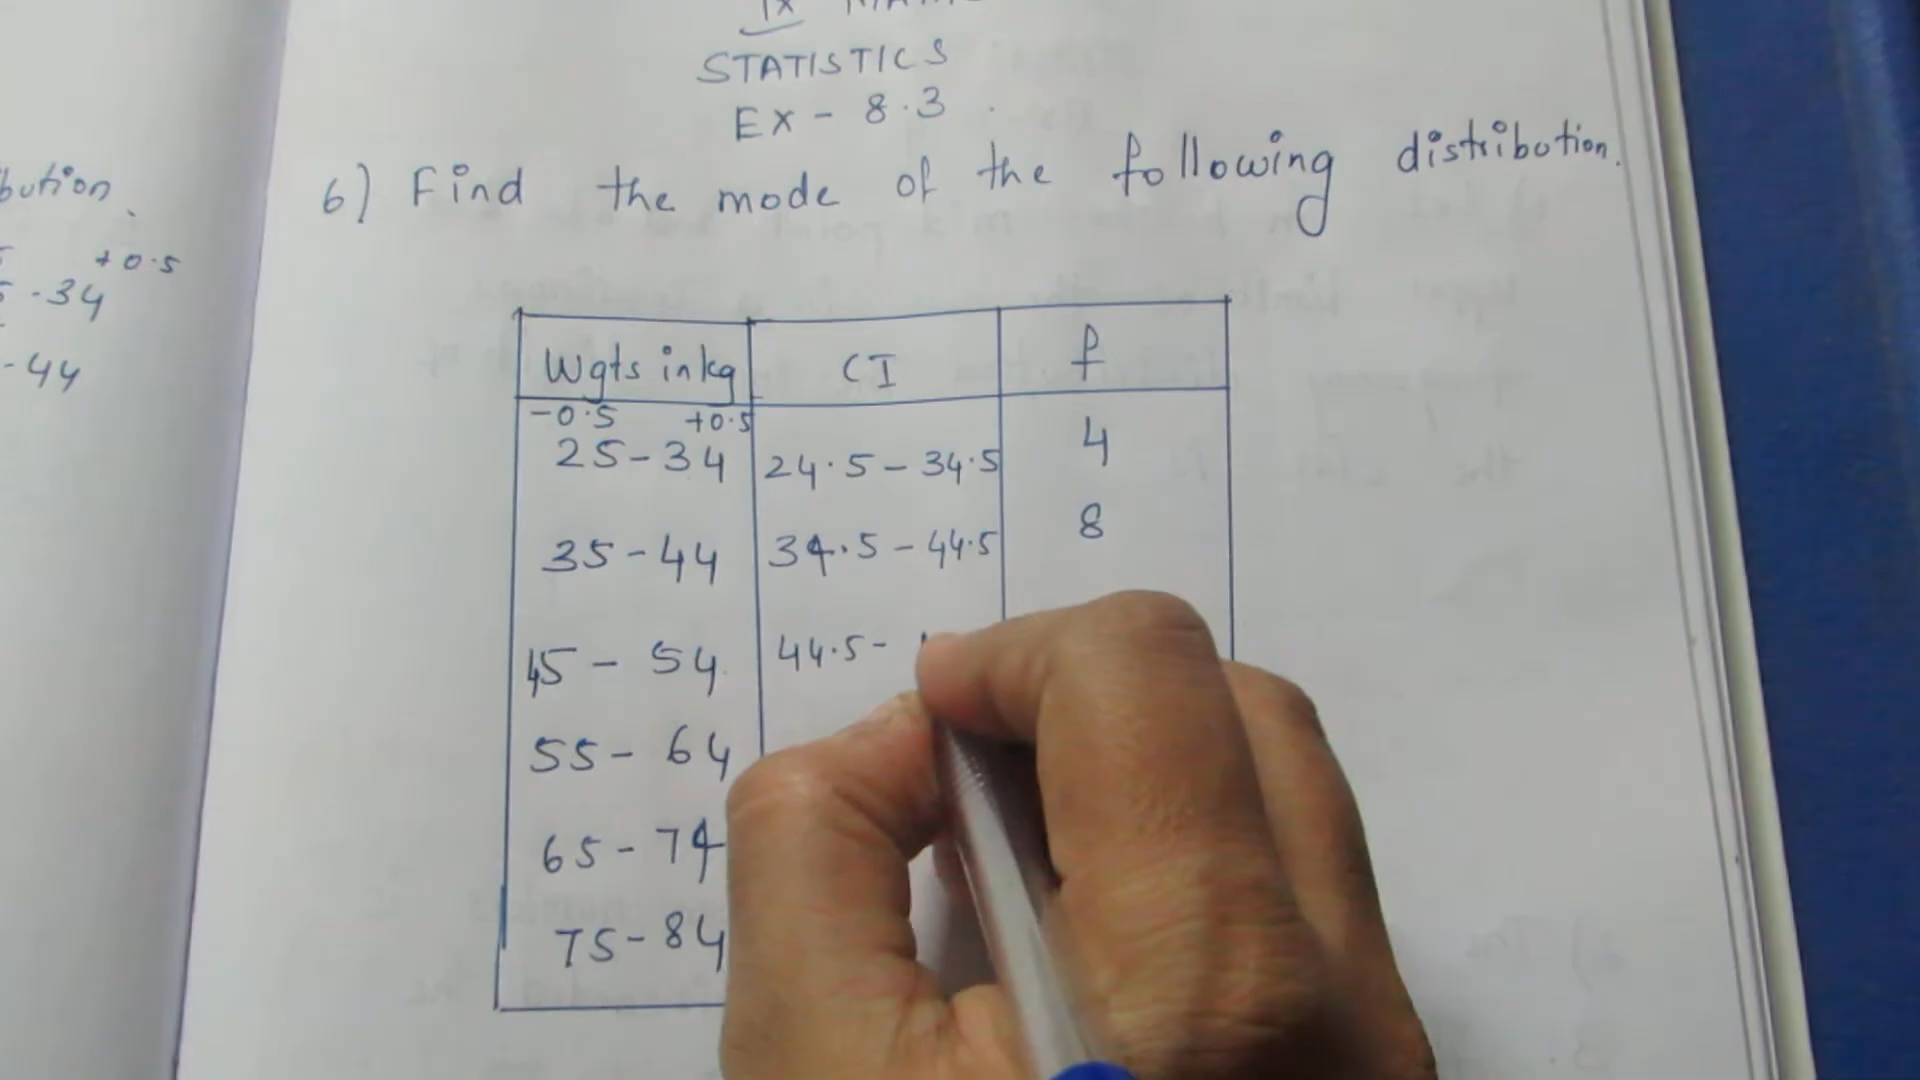 IX
STATISTICS
EX - 8.3
6) Find the mode of the following distribution.
bution
+0.5
-34
-44
Wgts in kg CI f
-0.5 +0.5
25-34 24.5-34.5 4
35-44 34.5-44.5 8
45-54 44.5-
55-64
65-74
75-84